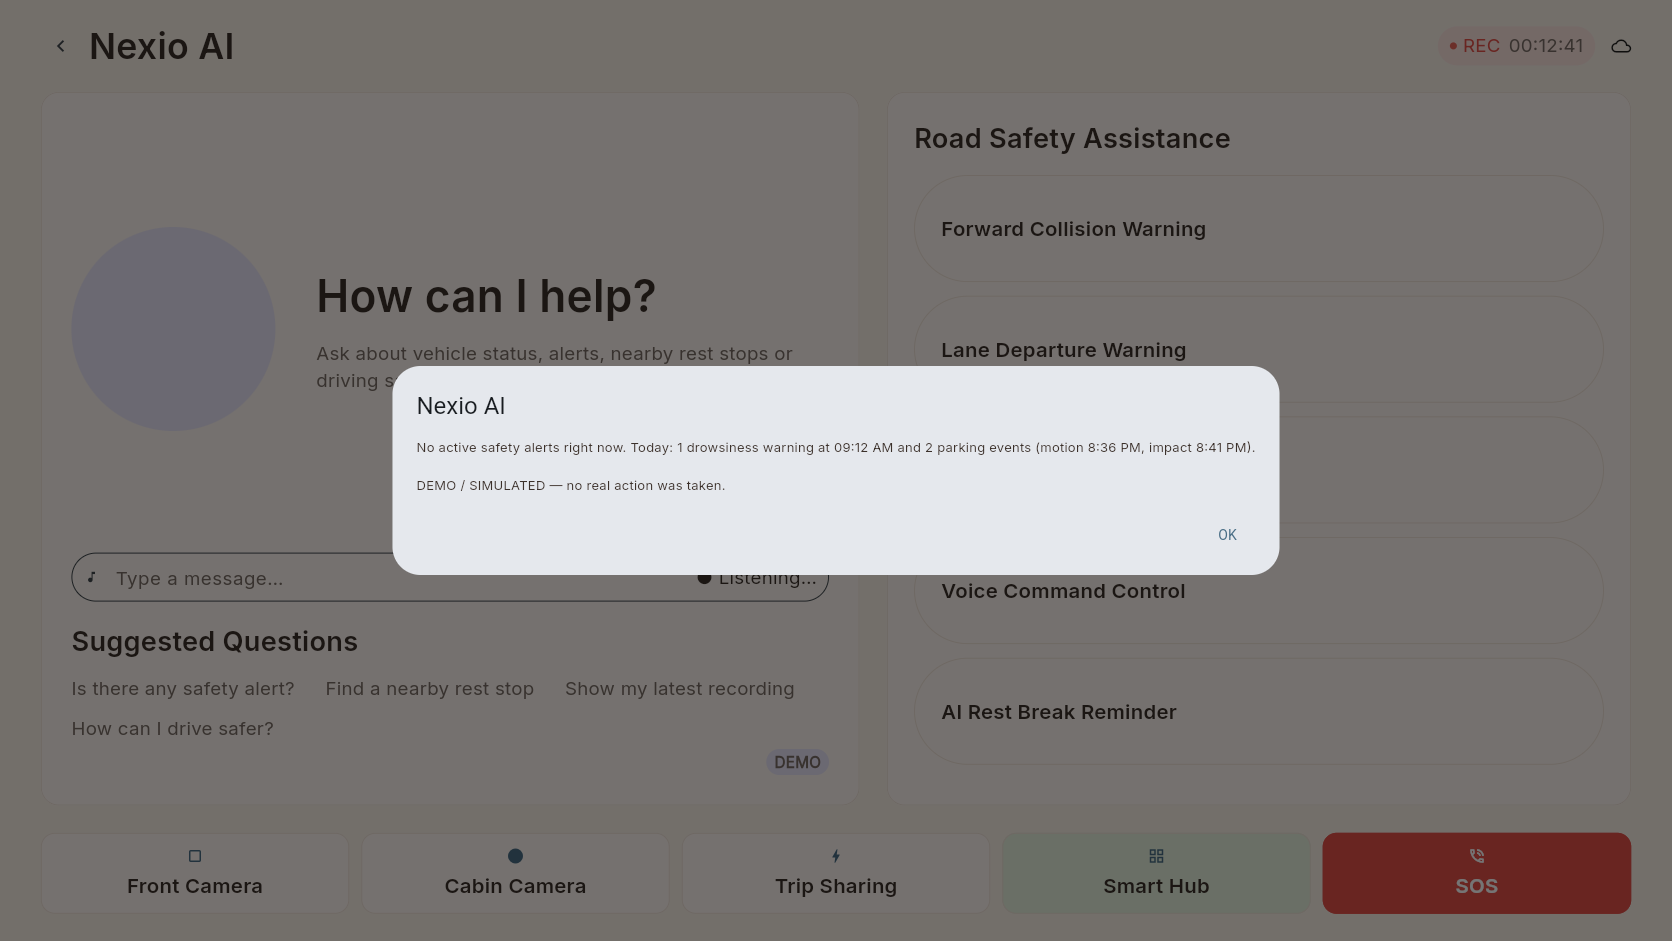 Nexio AI
REC 00:12:41
How can I help?
Ask about vehicle status, alerts, nearby rest stops or
driving
Type a message...
Listening...
Suggested Questions
Is there any safety alert?
Find a nearby rest stop
Show my latest recording
How can I drive safer?
DEMO
Road Safety Assistance
Forward Collision Warning
Lane Departure Warning
Voice Command Control
AI Rest Break Reminder
Nexio AI
No active safety alerts right now. Today: 1 drowsiness warning at 09:12 AM and 2 parking events (motion 8:36 PM, impact 8:41 PM).
DEMO / SIMULATED — no real action was taken.
OK
Front Camera
Cabin Camera
Trip Sharing
Smart Hub
SOS